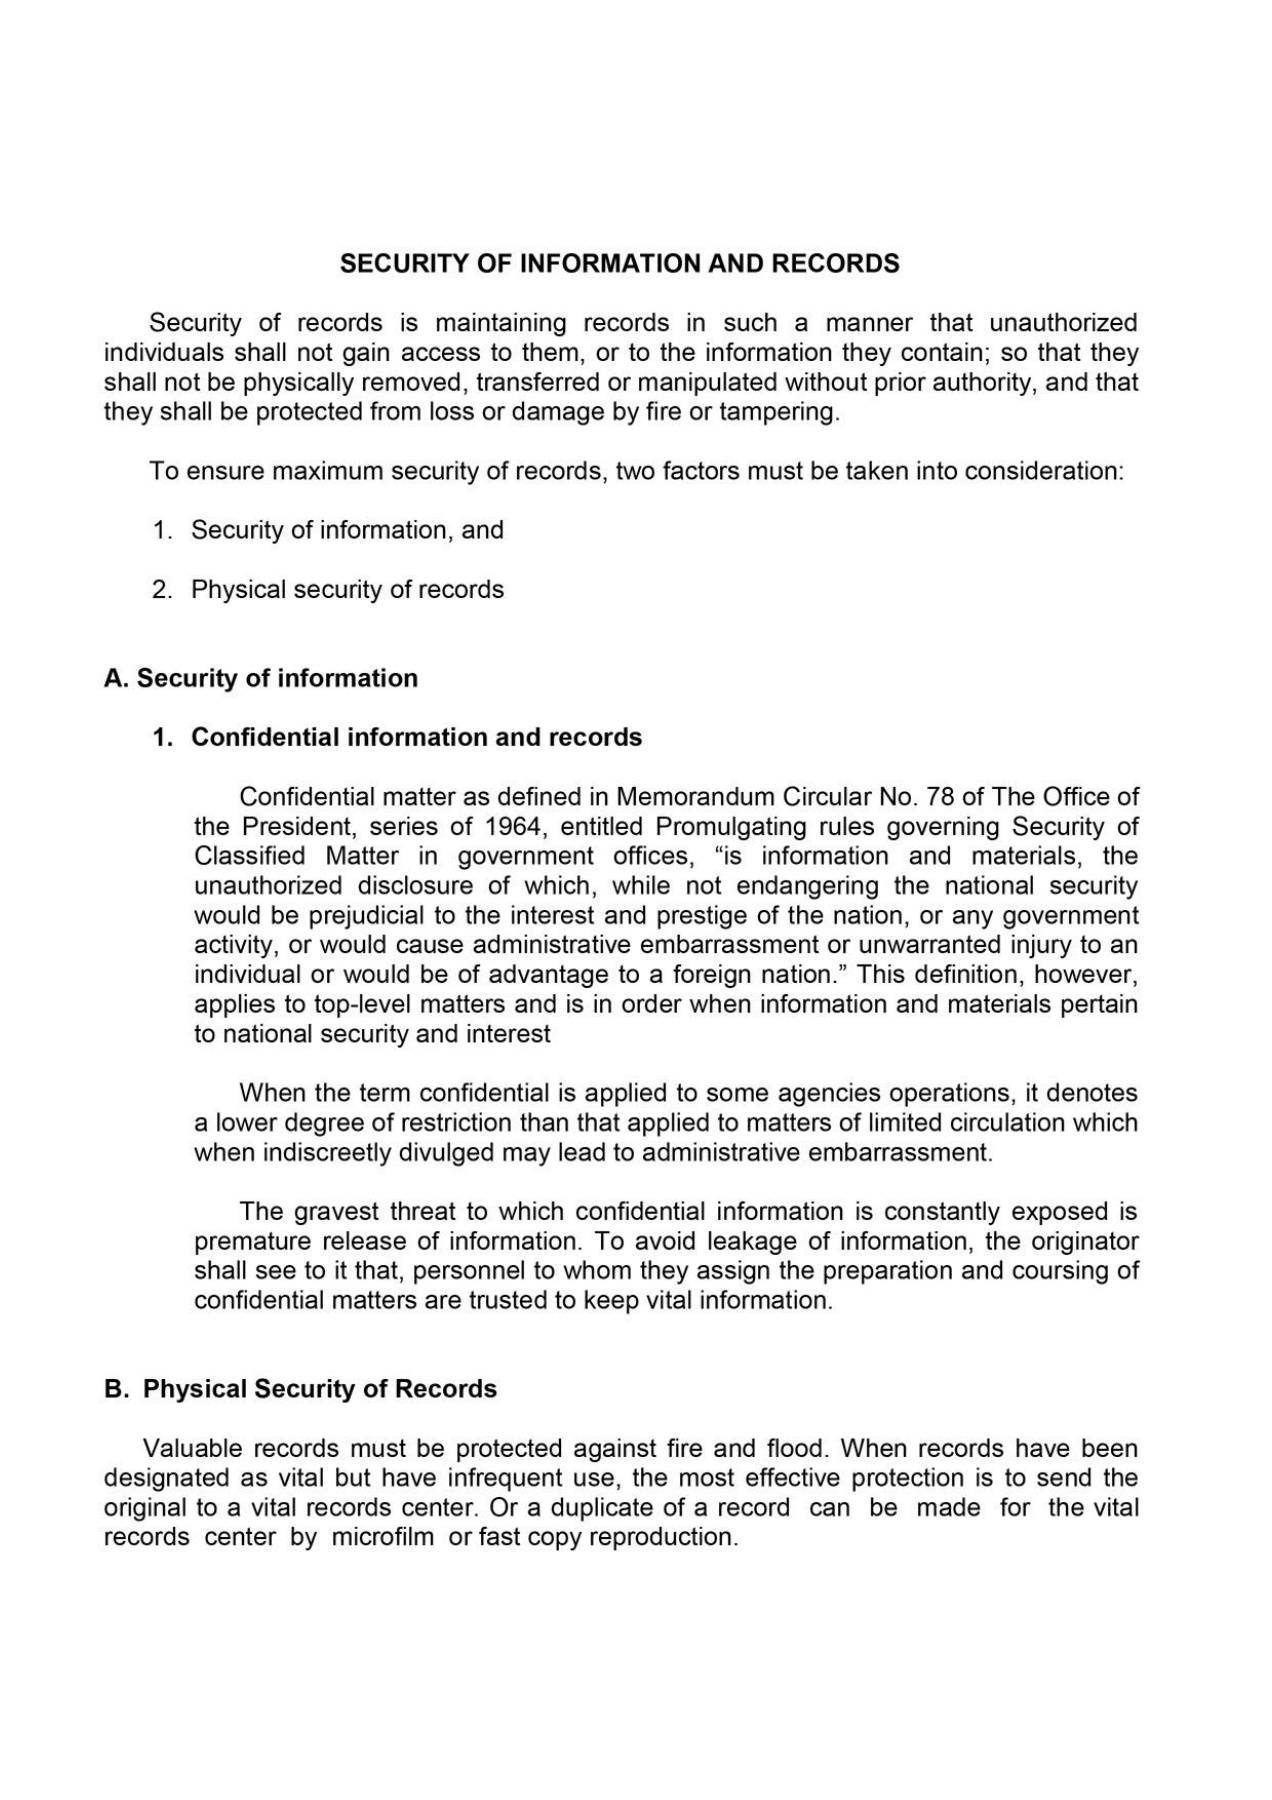 SECURITY OF INFORMATION AND RECORDS
Security of records is maintaining records in such a manner that unauthorized
individuals shall not gain access to them, or to the information they contain; so that they
shall not be physically removed, transferred or manipulated without prior authority, and that
they shall be protected from loss or damage by fire or tampering.
To ensure maximum security of records, two factors must be taken into consideration:
1. Security of information, and
2. Physical security of records
A. Security of information
1. Confidential information and records
Confidential matter as defined in Memorandum Circular No. 78 of The Office of
the President, series of 1964, entitled Promulgating rules governing Security of
Classified Matter in government offices, “is information and materials, the
unauthorized disclosure of which, while not endangering the national security
would be prejudicial to the interest and prestige of the nation, or any government
activity, or would cause administrative embarrassment or unwarranted injury to an
individual or would be of advantage to a foreign nation.” This definition, however,
applies to top-level matters and is in order when information and materials pertain
to national security and interest
When the term confidential is applied to some agencies operations, it denotes
a lower degree of restriction than that applied to matters of limited circulation which
when indiscreetly divulged may lead to administrative embarrassment.
The gravest threat to which confidential information is constantly exposed is
premature release of information. To avoid leakage of information, the originator
shall see to it that, personnel to whom they assign the preparation and coursing of
confidential matters are trusted to keep vital information.
B. Physical Security of Records
Valuable records must be protected against fire and flood. When records have been
designated as vital but have infrequent use, the most effective protection is to send the
original to a vital records center. Or a duplicate of a record can be made for the vital
records center by microfilm or fast copy reproduction.